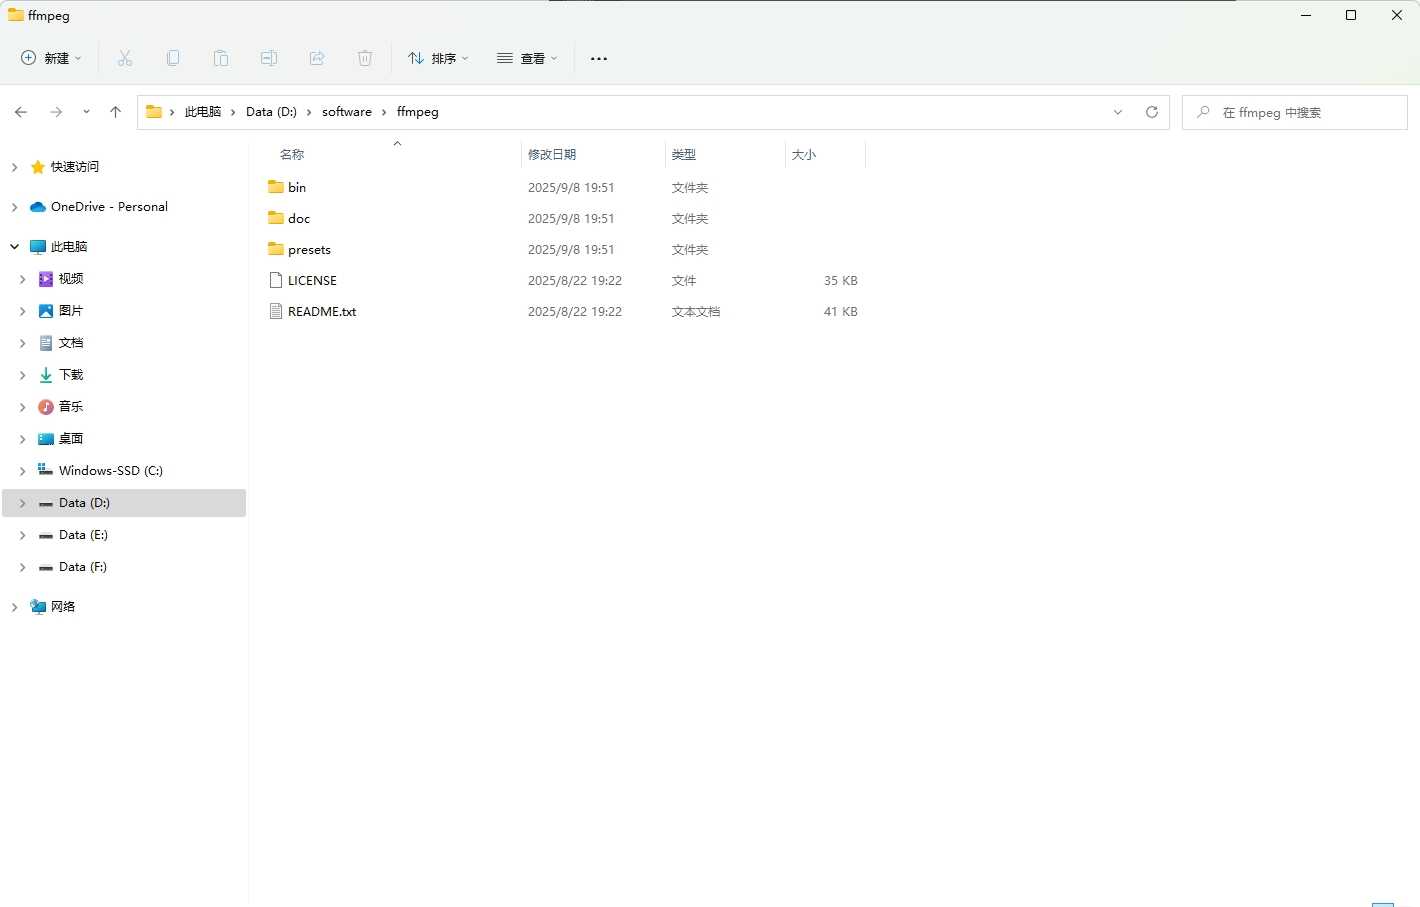 ffmpeg
新建
排序
查看
此电脑 Data (D:) software ffmpeg
在 ffmpeg 中搜索
快速访问
OneDrive - Personal
此电脑
视频
图片
文档
下载
音乐
桌面
Windows-SSD (C:)
Data (D:)
Data (E:)
Data (F:)
网络
名称 修改日期 类型 大小
bin 2025/9/8 19:51 文件夹
doc 2025/9/8 19:51 文件夹
presets 2025/9/8 19:51 文件夹
LICENSE 2025/8/22 19:22 文件 35 KB
README.txt 2025/8/22 19:22 文本文档 41 KB